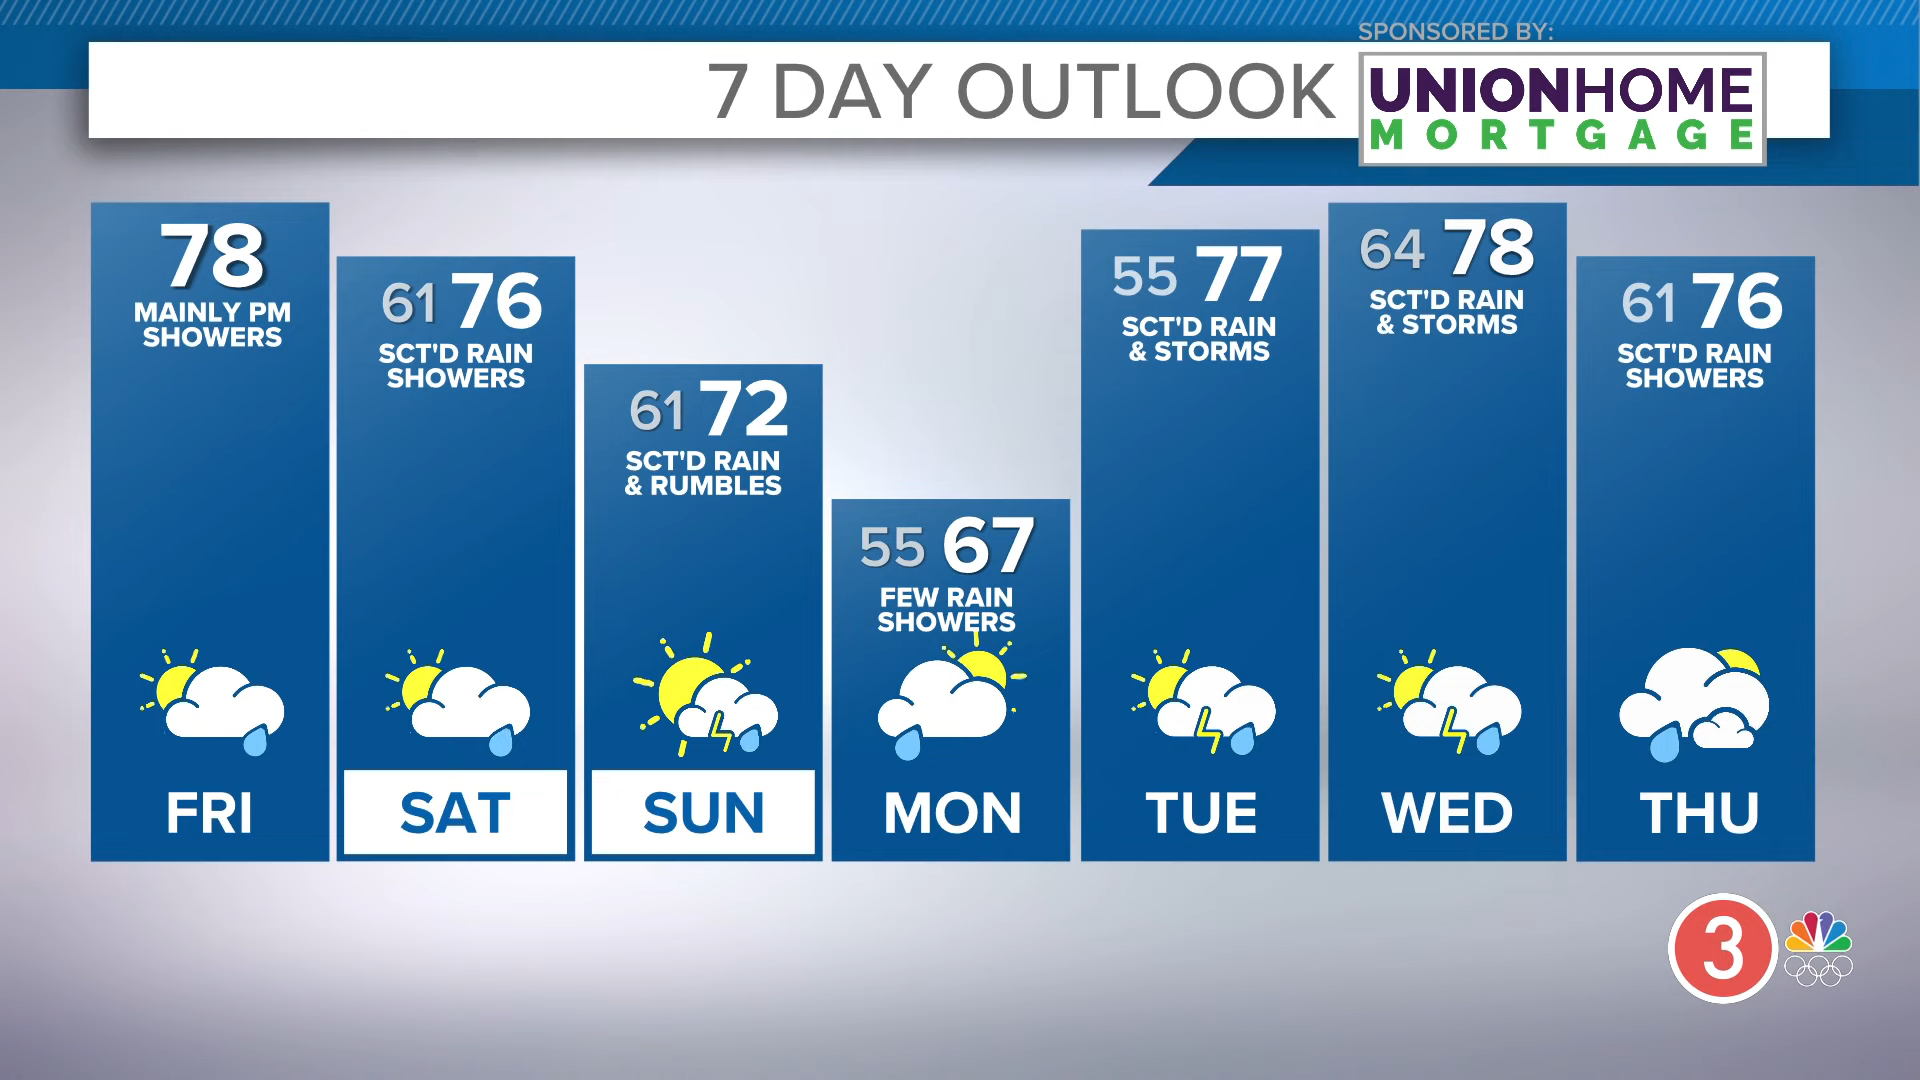 SPONSORED BY:
7 DAY OUTLOOK
UNIONHOME
MORTGAGE
78
MAINLY PM
SHOWERS
FRI
61 76
SCT'D RAIN
SHOWERS
SAT
61 72
SCT'D RAIN
& RUMBLES
SUN
55 67
FEW RAIN
SHOWERS
MON
55 77
SCT'D RAIN
& STORMS
TUE
64 78
SCT'D RAIN
& STORMS
WED
61 76
SCT'D RAIN
SHOWERS
THU
3